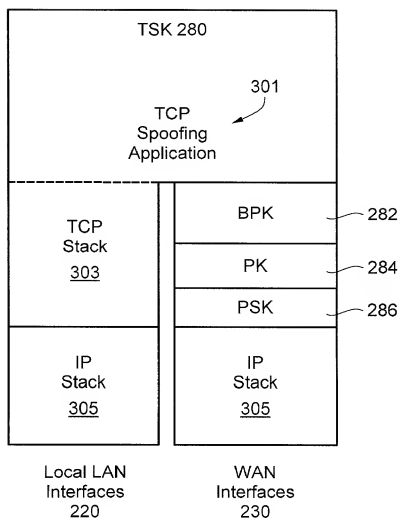 TSK 280
301
TCP
Spoofing
Application
TCP
Stack
303
BPK
282
PK
284
PSK
286
IP
Stack
305
IP
Stack
305
Local LAN
Interfaces
220
WAN
Interfaces
230